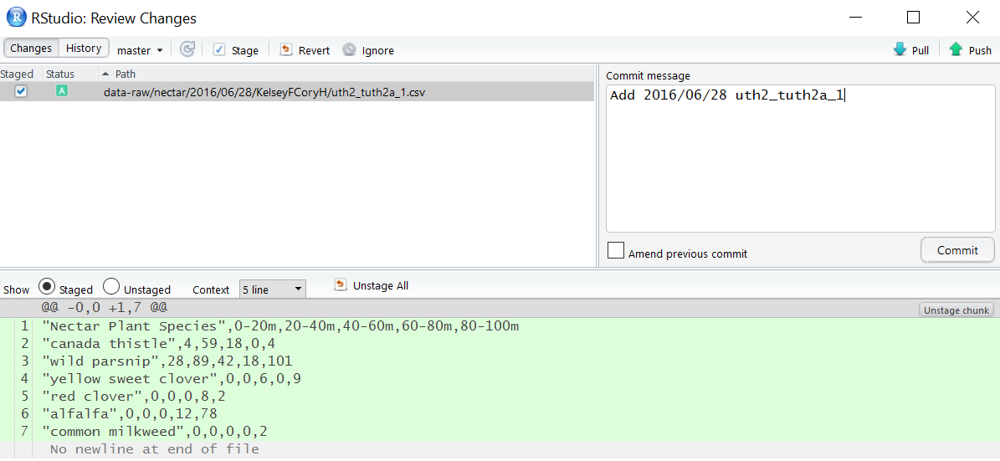 RStudio: Review Changes
Changes History master Stage Revert Ignore Pull Push
Staged Status Path
A data-raw/nectar/2016/06/28/KelseyFCoryH/uth2_tuth2a_1.csv
Commit message
Add 2016/06/28 uth2_tuth2a_1
Amend previous commit
Commit
Show Staged Unstaged Context 5 line Unstage All
@@ -0,0 +1,7 @@ Unstage chunk
1 "Nectar Plant Species",0-20m,20-40m,40-60m,60-80m,80-100m
2 "canada thistle",4,59,18,0,4
3 "wild parsnip",28,89,42,18,101
4 "yellow sweet clover",0,0,6,0,9
5 "red clover",0,0,0,8,2
6 "alfalfa",0,0,0,12,78
7 "common milkweed",0,0,0,0,2
No newline at end of file